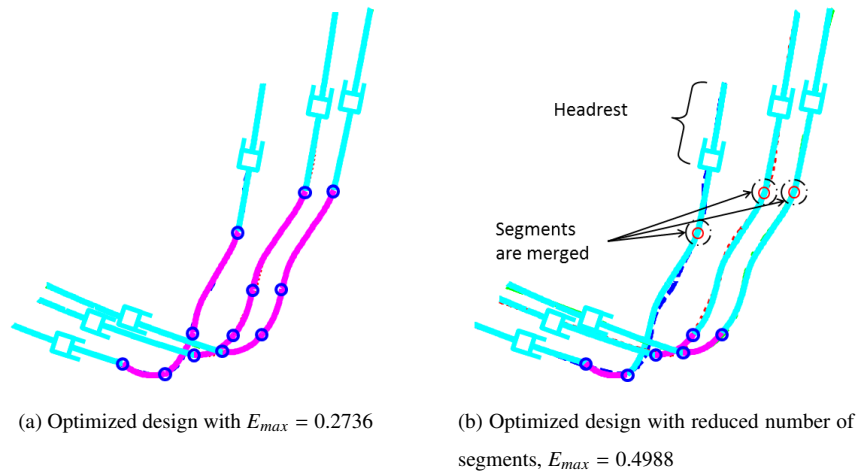 Headrest
Segments
are merged
(a) Optimized design with E_max = 0.2736
(b) Optimized design with reduced number of
segments, E_max = 0.4988